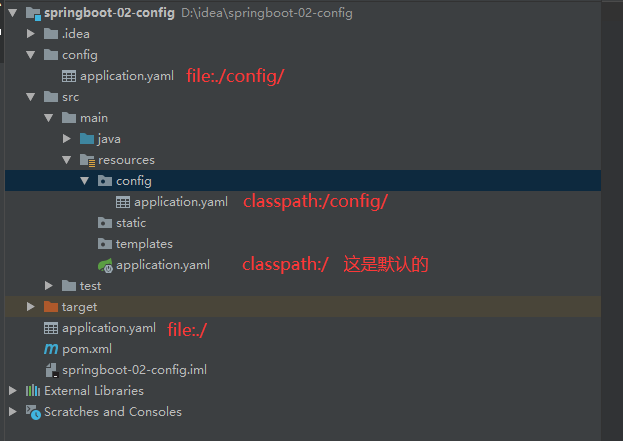 springboot-02-config D:\idea\springboot-02-config
.idea
config
application.yaml file:./config/
src
main
java
resources
config
application.yaml classpath:/config/
static
templates
application.yaml classpath:/ 这是默认的
test
target
application.yaml file:./
pom.xml
springboot-02-config.iml
External Libraries
Scratches and Consoles